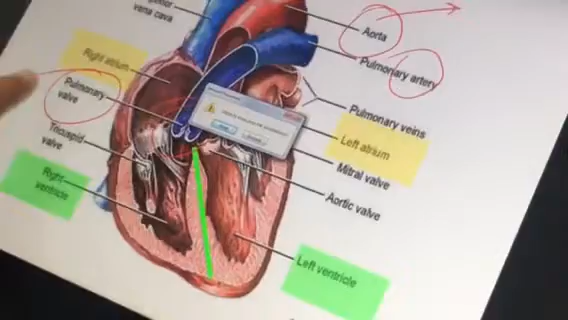 vena cava
Aorta
Pulmonary artery
Right atrium
Pulmonary
valve
Pulmonary veins
Tricuspid
valve
Left atrium
Mitral valve
Right
ventricle
Aortic valve
Left ventricle